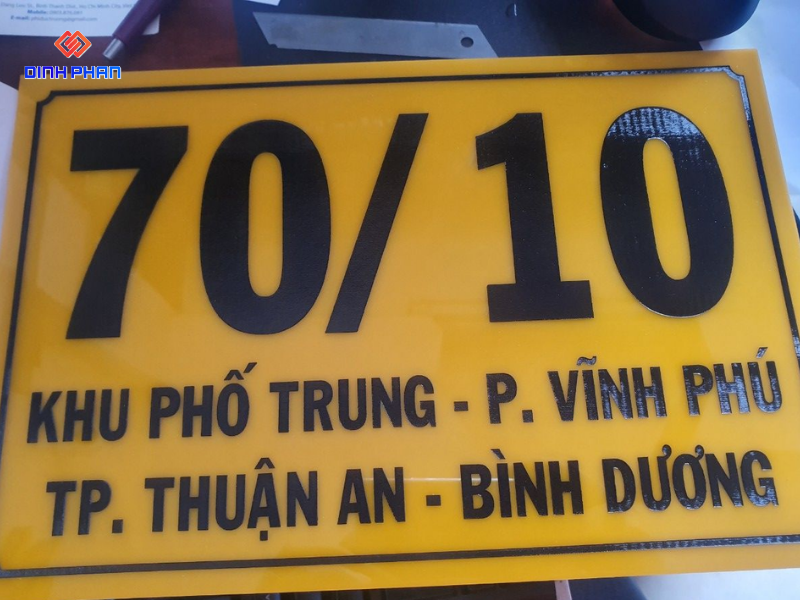 DINH PHAN
70/10
KHU PHỐ TRUNG - P. VĨNH PHÚ
TP. THUẬN AN - BÌNH DƯƠNG